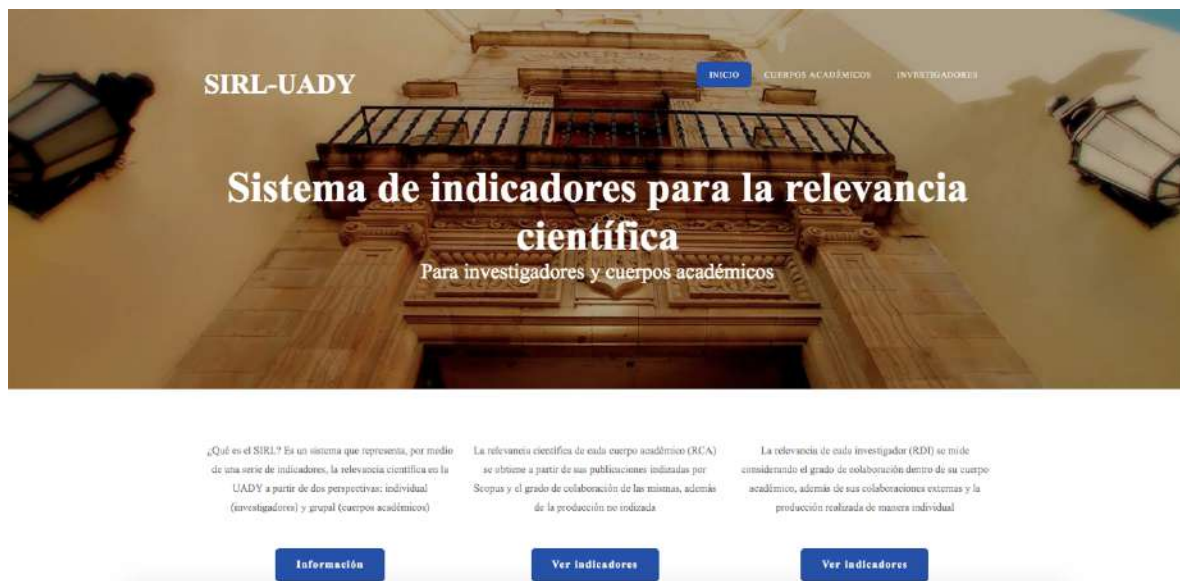 SIRL-UADY
INICIO CUERPOS ACADÉMICOS INVESTIGADORES
Sistema de indicadores para la relevancia
científica
Para investigadores y cuerpos académicos
¿Qué es el SIRL? Es un sistema que representa, por medio
de una serie de indicadores, la relevancia científica en la
UADY a partir de dos perspectivas: individual
(investigadores) y grupal (cuerpos académicos)
Información
La relevancia científica de cada cuerpo académico (RCA)
se obtiene a partir de sus publicaciones indizadas por
Scopus y el grado de colaboración de las mismas, además
de la producción no indizada
Ver indicadores
La relevancia de cada investigador (RDI) se mide
considerando el grado de colaboración dentro de su cuerpo
académico, además de sus colaboraciones externas y la
producción realizada de manera individual
Ver indicadores